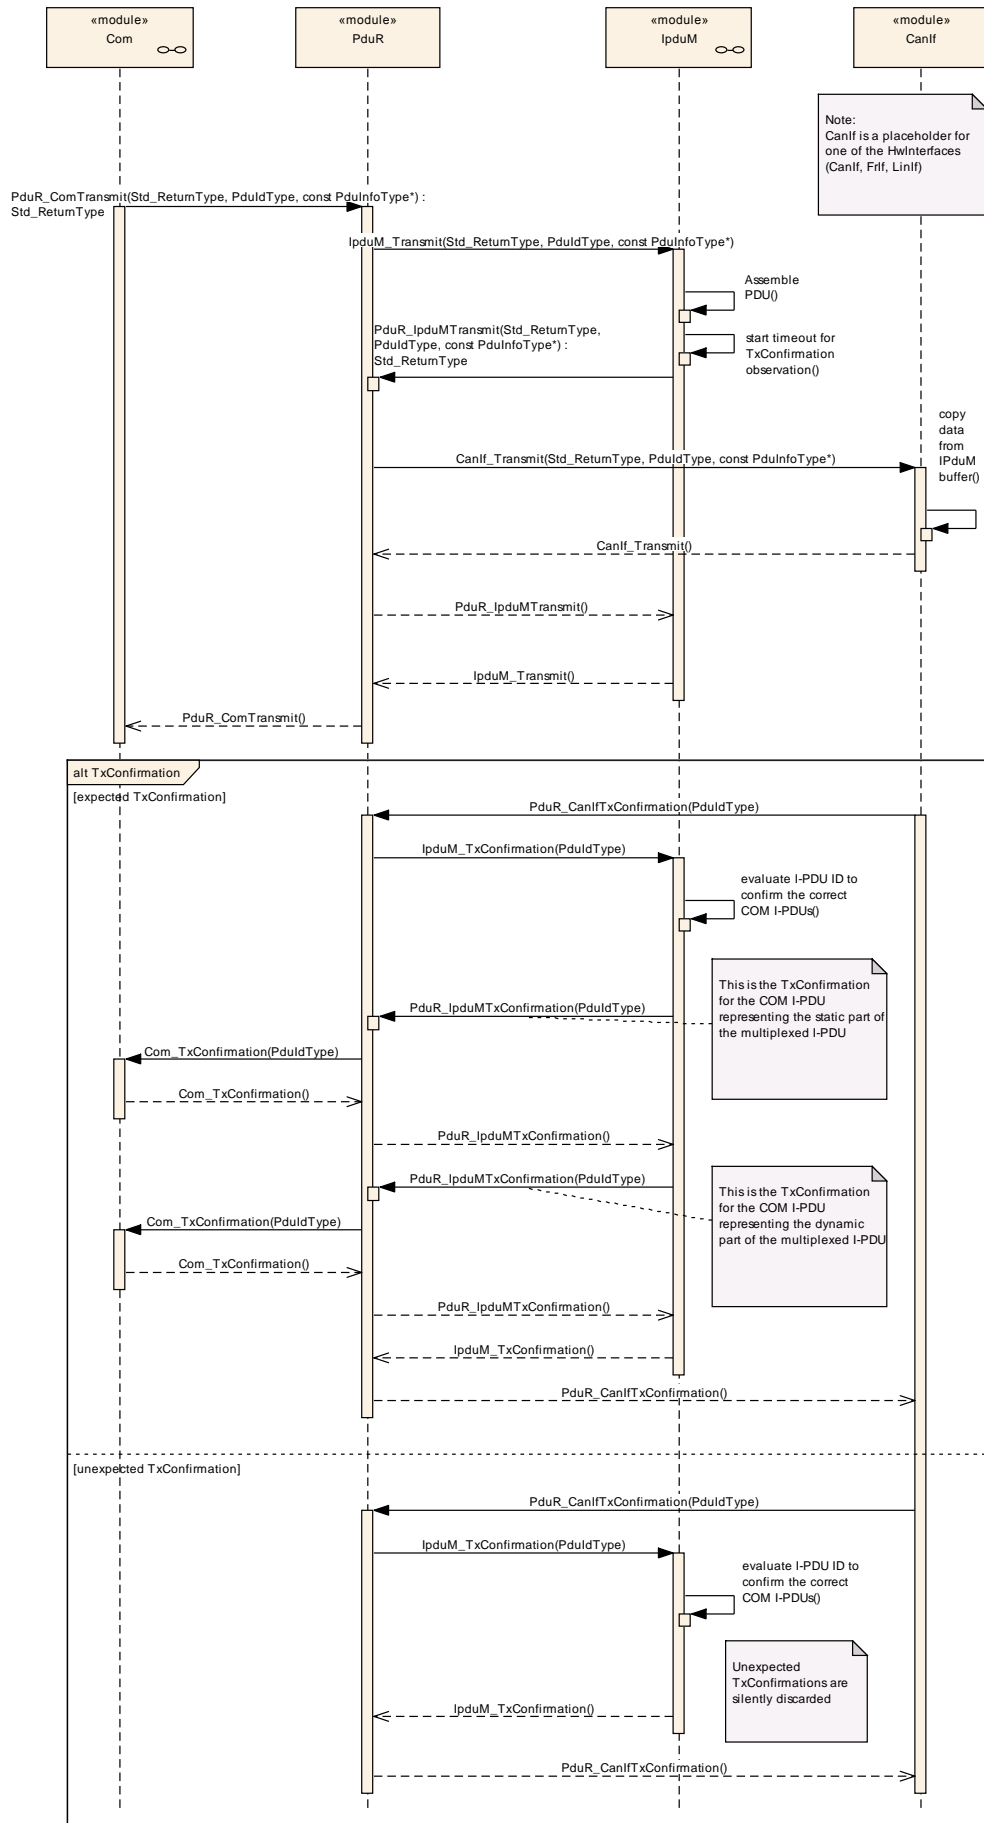 «module»
Com
«module»
PduR
«module»
IpduM
«module»
CanIf
Note:
CanIf is a placeholder for
one of the HwInterfaces
(CanIf, FrIf, LinIf)
PduR_ComTransmit(Std_ReturnType, PduIdType, const PduInfoType*) :
Std_ReturnType
IpduM_Transmit(Std_ReturnType, PduIdType, const PduInfoType*)
Assemble
PDU()
PduR_IpduMTransmit(Std_ReturnType,
PduIdType, const PduInfoType*) :
Std_ReturnType
start timeout for
TxConfirmation
observation()
copy
data
from
IPduM
buffer()
CanIf_Transmit(Std_ReturnType, PduIdType, const PduInfoType*)
CanIf_Transmit()
PduR_IpduMTransmit()
IpduM_Transmit()
PduR_ComTransmit()
alt TxConfirmation
[expected TxConfirmation]
PduR_CanIfTxConfirmation(PduIdType)
IpduM_TxConfirmation(PduIdType)
evaluate I-PDU ID to
confirm the correct
COM I-PDUs()
This is the TxConfirmation
for the COM I-PDU
representing the static part of
the multiplexed I-PDU
PduR_IpduMTxConfirmation(PduIdType)
Com_TxConfirmation(PduIdType)
Com_TxConfirmation()
PduR_IpduMTxConfirmation()
PduR_IpduMTxConfirmation(PduIdType)
This is the TxConfirmation
for the COM I-PDU
representing the dynamic
part of the multiplexed I-PDU
Com_TxConfirmation(PduIdType)
Com_TxConfirmation()
PduR_IpduMTxConfirmation()
IpduM_TxConfirmation()
PduR_CanIfTxConfirmation()
[unexpected TxConfirmation]
PduR_CanIfTxConfirmation(PduIdType)
IpduM_TxConfirmation(PduIdType)
evaluate I-PDU ID to
confirm the correct
COM I-PDUs()
Unexpected
TxConfirmations are
silently discarded
IpduM_TxConfirmation()
PduR_CanIfTxConfirmation()